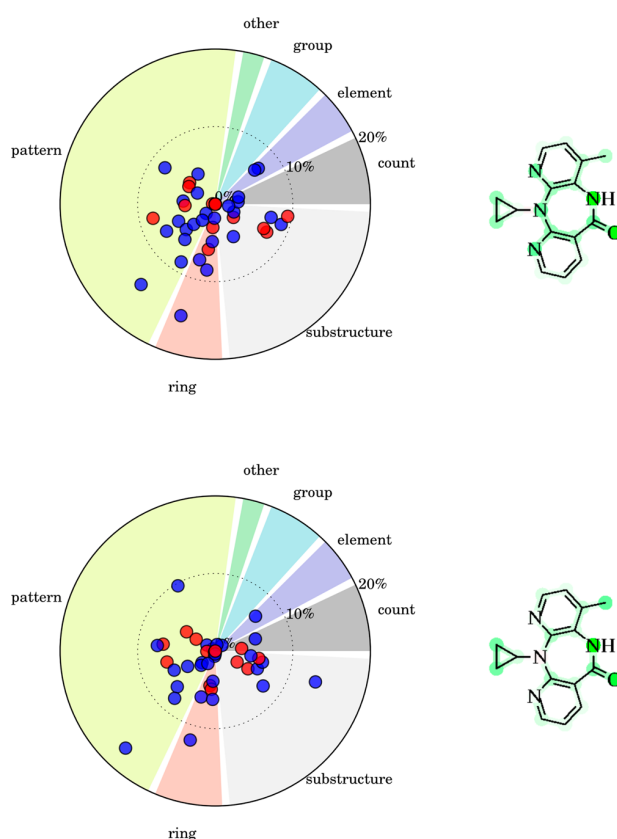 other
group
element
20%
pattern
10%
count
0%
N
NH
N
O
N
substructure
ring
other
group
element
20%
pattern
10%
count
N
NH
N
O
N
substructure
ring